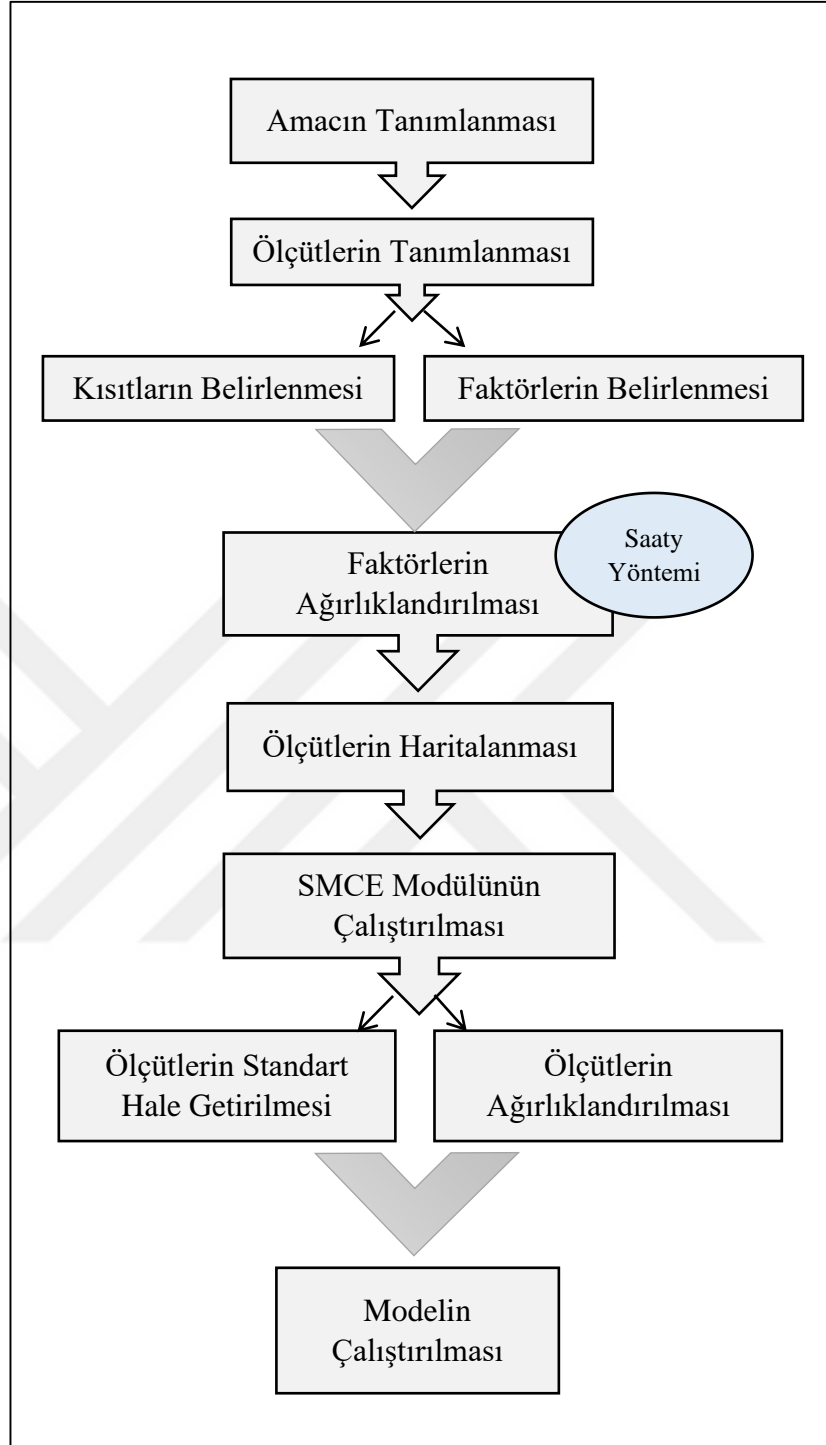 Amacın Tanımlanması
Ölçütlerin Tanımlanması
Kısıtların Belirlenmesi
Faktörlerin Belirlenmesi
Faktörlerin
Ağırlıklandırılması
Saaty
Yöntemi
Ölçütlerin Haritalanması
SMCE Modülünün
Çalıştırılması
Ölçütlerin Standart
Hale Getirilmesi
Ölçütlerin
Ağırlıklandırılması
Modelin
Çalıştırılması